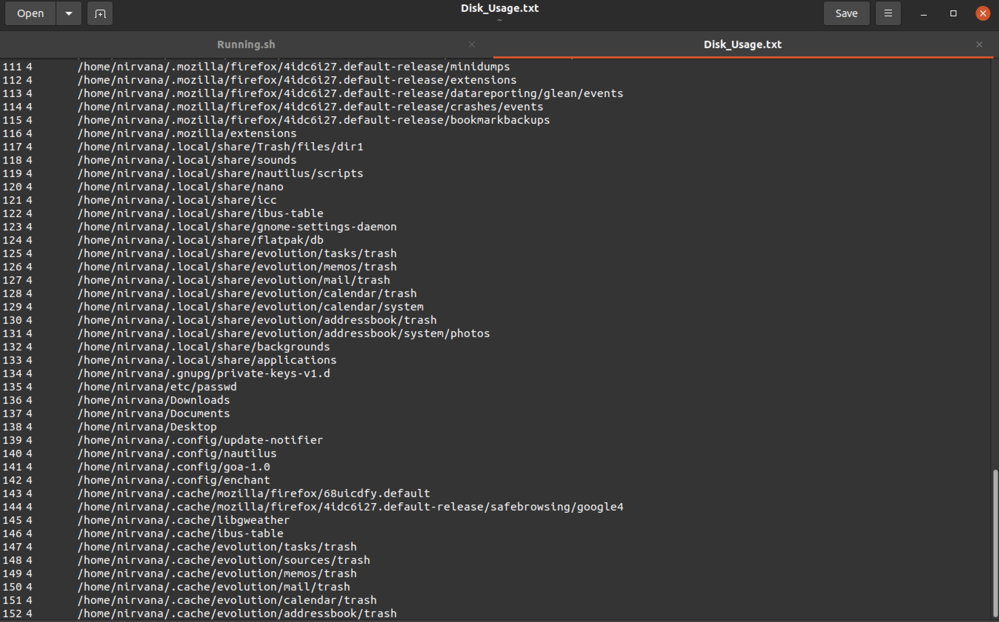 Open
Disk_Usage.txt
~
Save
Running.sh
Disk_Usage.txt
111 4 /home/nirvana/.mozilla/firefox/4idc6i27.default-release/minidumps
112 4 /home/nirvana/.mozilla/firefox/4idc6i27.default-release/extensions
113 4 /home/nirvana/.mozilla/firefox/4idc6i27.default-release/datareporting/glean/events
114 4 /home/nirvana/.mozilla/firefox/4idc6i27.default-release/crashes/events
115 4 /home/nirvana/.mozilla/firefox/4idc6i27.default-release/bookmarkbackups
116 4 /home/nirvana/.mozilla/extensions
117 4 /home/nirvana/.local/share/Trash/files/dir1
118 4 /home/nirvana/.local/share/sounds
119 4 /home/nirvana/.local/share/nautilus/scripts
120 4 /home/nirvana/.local/share/nano
121 4 /home/nirvana/.local/share/icc
122 4 /home/nirvana/.local/share/ibus-table
123 4 /home/nirvana/.local/share/gnome-settings-daemon
124 4 /home/nirvana/.local/share/flatpak/db
125 4 /home/nirvana/.local/share/evolution/tasks/trash
126 4 /home/nirvana/.local/share/evolution/memos/trash
127 4 /home/nirvana/.local/share/evolution/mail/trash
128 4 /home/nirvana/.local/share/evolution/calendar/trash
129 4 /home/nirvana/.local/share/evolution/calendar/system
130 4 /home/nirvana/.local/share/evolution/addressbook/trash
131 4 /home/nirvana/.local/share/evolution/addressbook/system/photos
132 4 /home/nirvana/.local/share/backgrounds
133 4 /home/nirvana/.local/share/applications
134 4 /home/nirvana/.gnupg/private-keys-v1.d
135 4 /home/nirvana/etc/passwd
136 4 /home/nirvana/Downloads
137 4 /home/nirvana/Documents
138 4 /home/nirvana/Desktop
139 4 /home/nirvana/.config/update-notifier
140 4 /home/nirvana/.config/nautilus
141 4 /home/nirvana/.config/goa-1.0
142 4 /home/nirvana/.config/enchant
143 4 /home/nirvana/.cache/mozilla/firefox/68uicdfy.default
144 4 /home/nirvana/.cache/mozilla/firefox/4idc6i27.default-release/safebrowsing/google4
145 4 /home/nirvana/.cache/libgweather
146 4 /home/nirvana/.cache/ibus-table
147 4 /home/nirvana/.cache/evolution/tasks/trash
148 4 /home/nirvana/.cache/evolution/sources/trash
149 4 /home/nirvana/.cache/evolution/memos/trash
150 4 /home/nirvana/.cache/evolution/mail/trash
151 4 /home/nirvana/.cache/evolution/calendar/trash
152 4 /home/nirvana/.cache/evolution/addressbook/trash